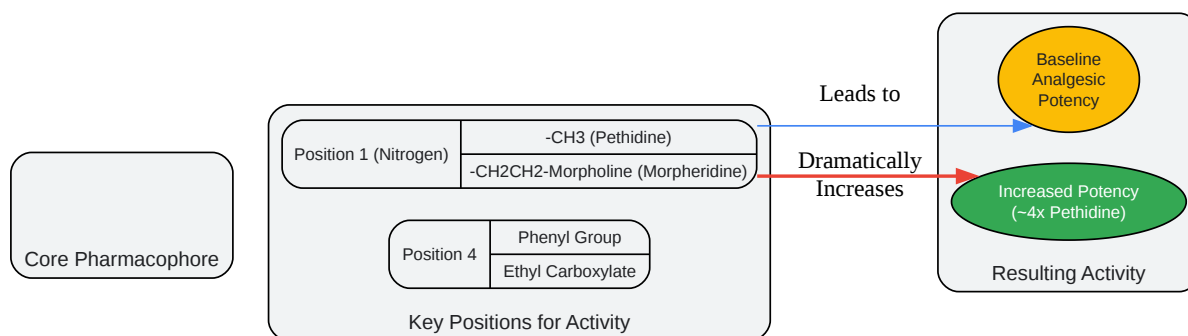 Core Pharmacophore
Position 1 (Nitrogen)
-CH3 (Pethidine)
-CH2CH2-Morpholine (Morpheridine)
Position 4
Phenyl Group
Ethyl Carboxylate
Key Positions for Activity
Leads to
Dramatically
Increases
Baseline
Analgesic
Potency
Increased Potency
(~4x Pethidine)
Resulting Activity